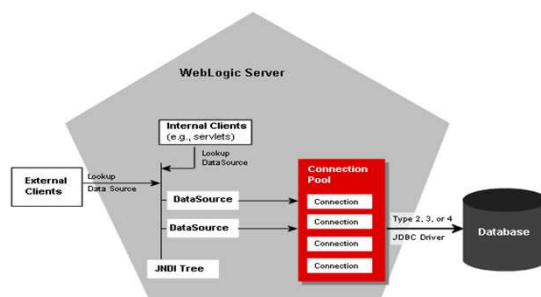 WebLogic Server
Internal Clients
(e.g., servlets)
Lookup
DataSource
External
Clients
Lookup
Data Source
DataSource
DataSource
JNDI Tree
Connection
Pool
Connection
Connection
Connection
Connection
Type 2, 3, or 4
JDBC Driver
Database